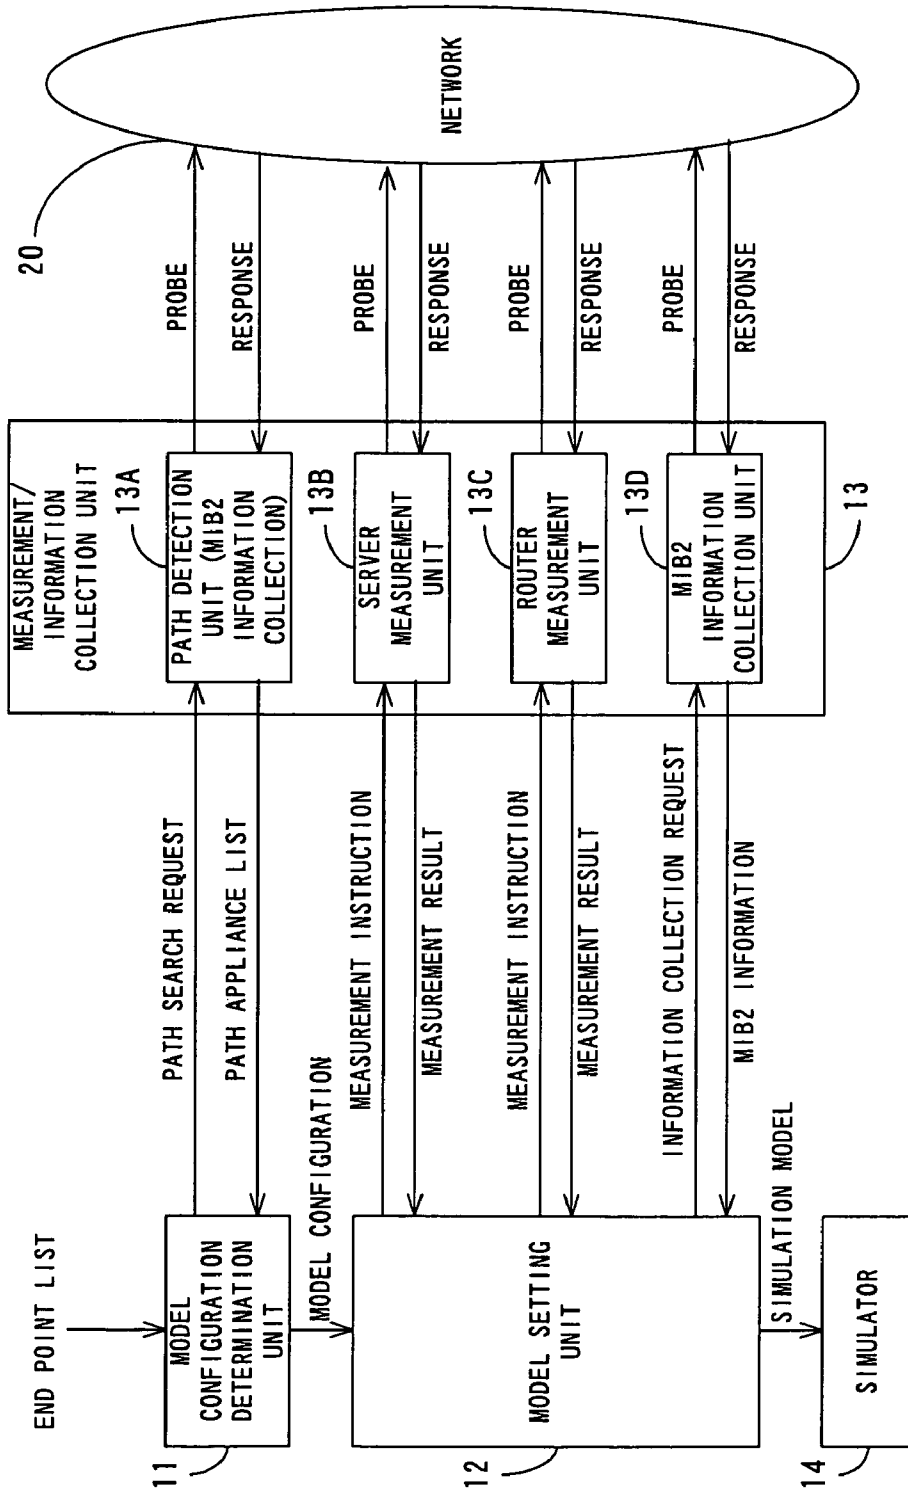 END POINT LIST
11
MODEL
CONFIGURATION
DETERMINATION
UNIT
MODEL CONFIGURATION
12
MODEL SETTING
UNIT
SIMULATION MODEL
14
SIMULATOR
PATH SEARCH REQUEST
PATH APPLIANCE LIST
MEASUREMENT INSTRUCTION
MEASUREMENT RESULT
MEASUREMENT INSTRUCTION
MEASUREMENT RESULT
INFORMATION COLLECTION REQUEST
MIB2 INFORMATION
MEASUREMENT/
INFORMATION
COLLECTION UNIT
13A
PATH DETECTION
UNIT (MIB2
INFORMATION
COLLECTION)
13B
SERVER
MEASUREMENT
UNIT
13C
ROUTER
MEASUREMENT
UNIT
13D
MIB2
INFORMATION
COLLECTION UNIT
13
PROBE
RESPONSE
PROBE
RESPONSE
PROBE
RESPONSE
PROBE
RESPONSE
20
NETWORK